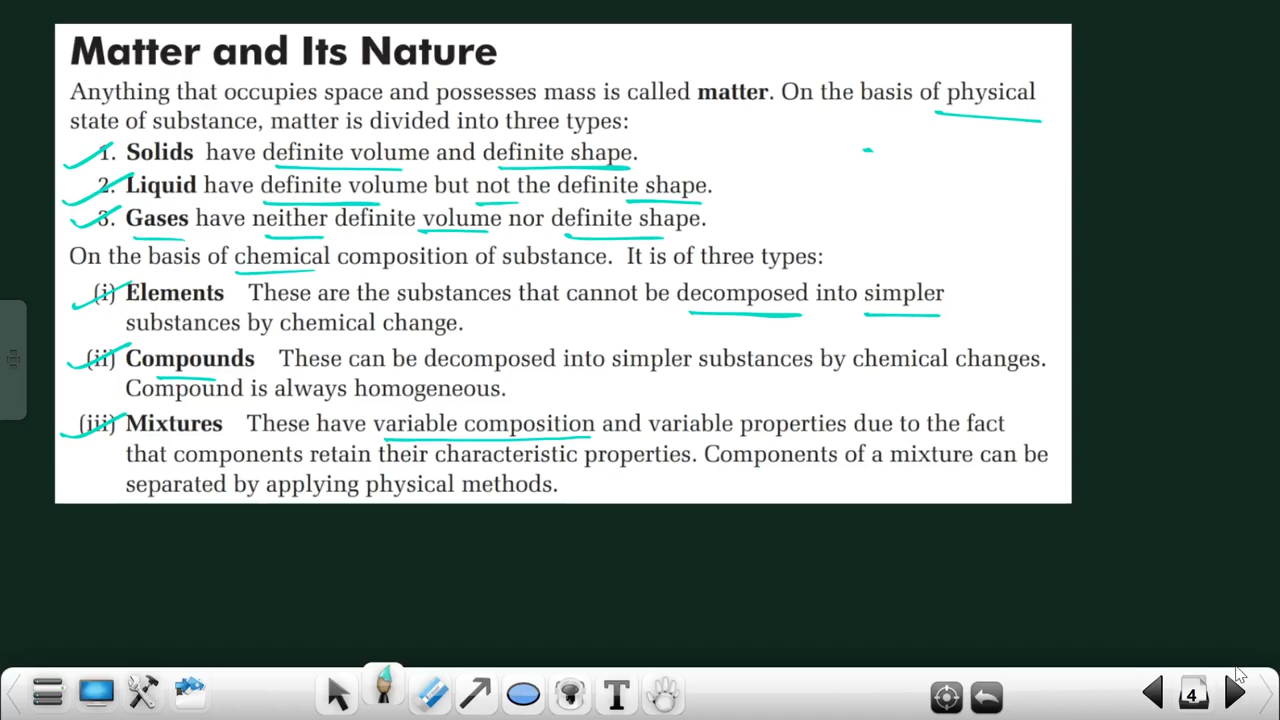 Matter and Its Nature
Anything that occupies space and possesses mass is called matter. On the basis of physical
state of substance, matter is divided into three types:
1. Solids have definite volume and definite shape.
2. Liquid have definite volume but not the definite shape.
3. Gases have neither definite volume nor definite shape.
On the basis of chemical composition of substance. It is of three types:
(i) Elements These are the substances that cannot be decomposed into simpler
substances by chemical change.
(ii) Compounds These can be decomposed into simpler substances by chemical changes.
Compound is always homogeneous.
(iii) Mixtures These have variable composition and variable properties due to the fact
that components retain their characteristic properties. Components of a mixture can be
separated by applying physical methods.
T
4